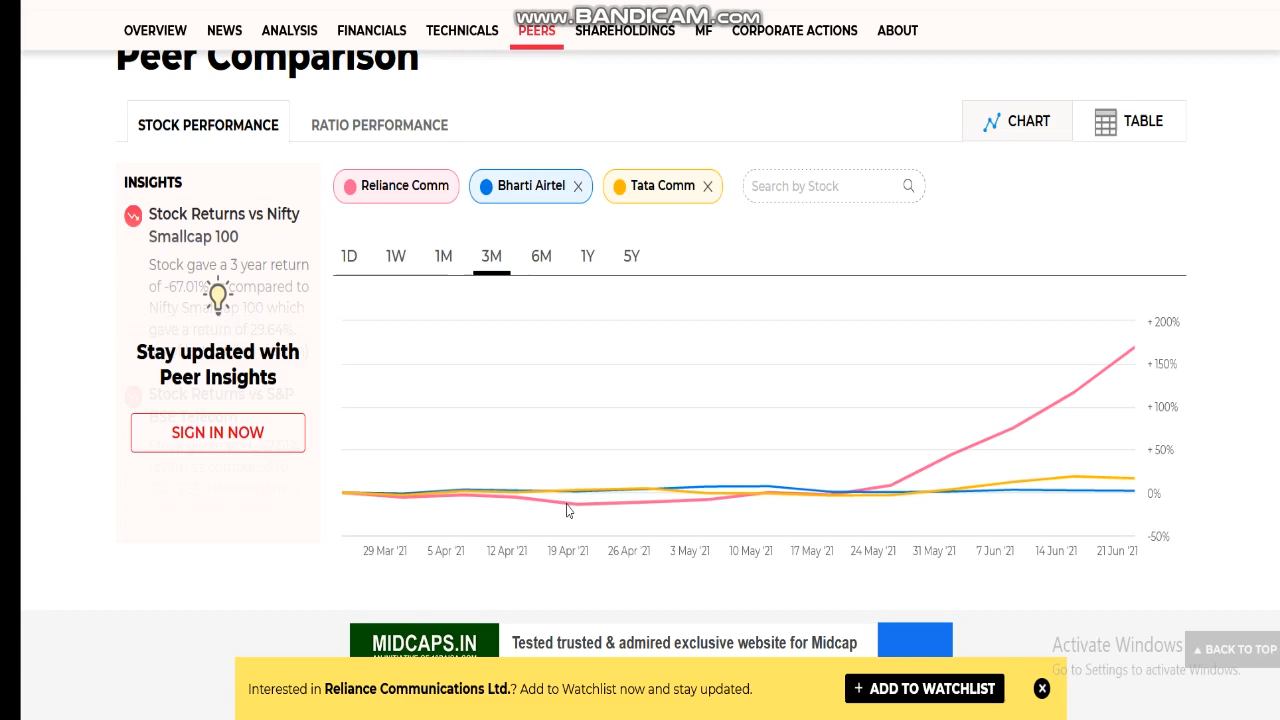 www.BANDICAM.com
OVERVIEW NEWS ANALYSIS FINANCIALS TECHNICALS PEERS SHAREHOLDINGS MF CORPORATE ACTIONS ABOUT
Peer Comparison
STOCK PERFORMANCE RATIO PERFORMANCE CHART TABLE
INSIGHTS
Stock Returns vs Nifty
Smallcap 100
Stock gave a 3 year return
of -67.01% compared to
Nifty Smallcap 100 which
gave a return of 29.64%.
Stay updated with
Peer Insights
Stock Returns vs S&P
BSE Telecom
SIGN IN NOW
Reliance Comm Bharti Airtel Tata Comm Search by Stock
1D 1W 1M 3M 6M 1Y 5Y
+200%
+150%
+100%
+50%
0%
-50%
29 Mar '21 5 Apr '21 12 Apr '21 19 Apr '21 26 Apr '21 3 May '21 10 May '21 17 May '21 24 May '21 31 May '21 7 Jun '21 14 Jun '21 21 Jun '21
MIDCAPS.IN Tested trusted & admired exclusive website for Midcap
Activate Windows
Go to Settings to activate Windows.
▲ BACK TO TOP
Interested in Reliance Communications Ltd.? Add to Watchlist now and stay updated. + ADD TO WATCHLIST X